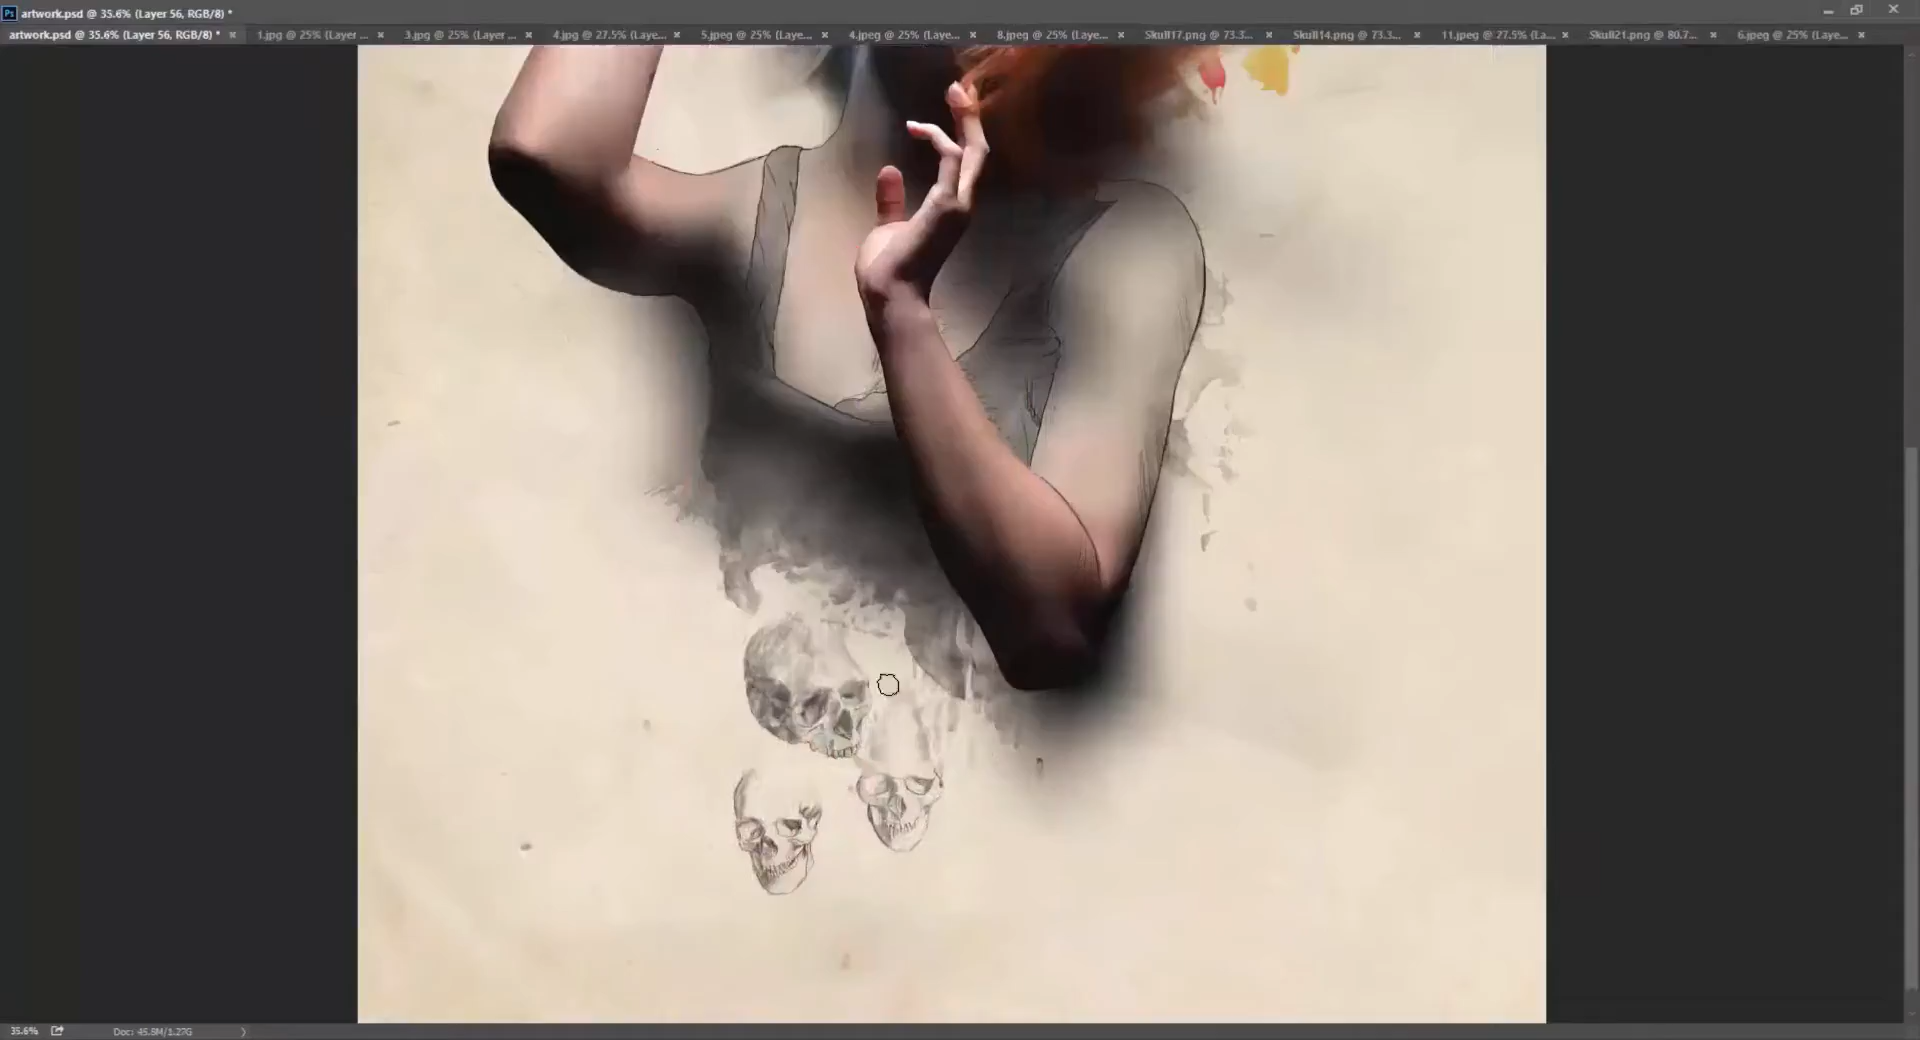 Ps artwork.psd @ 35.6% (Layer 56, RGB/8) *
artwork.psd @ 35.6% (Layer 56, RGB/8) * × 1.jpg @ 25% (Layer ... × 3.jpg @ 25% (Layer ... × 4.jpg @ 27.5% (Laye... × 5.jpeg @ 25% (Laye... × 4.jpeg @ 25% (Laye... × 8.jpeg @ 25% (Laye... × Skull17.png @ 73.3... × Skull14.png @ 73.3... × 11.jpeg @ 27.5% (La... × Skull21.png @ 80.7... × 6.jpeg @ 25% (Laye... ×
35.6% Doc: 45.8M/1.27G